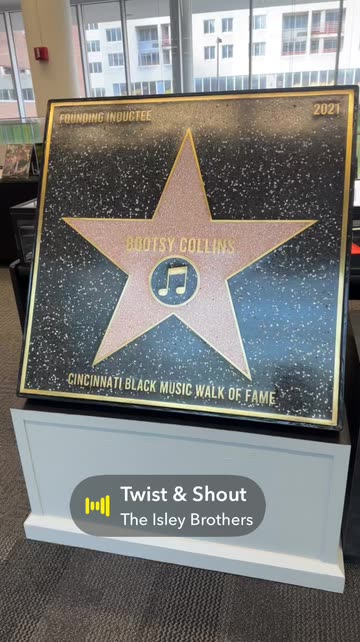 FOUNDING INDUCTEE
2021
BOOTSY COLLINS
CINCINNATI BLACK MUSIC WALK OF FAME
Twist & Shout
The Isley Brothers